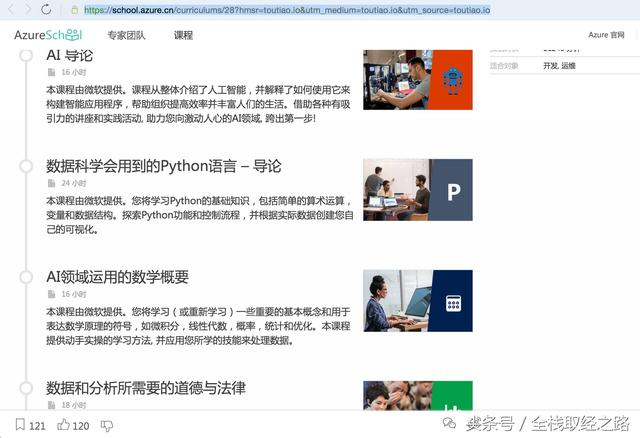 https://school.azure.cn/curriculums/28?hmsr=toutiao.io&utm_medium=toutiao.io&utm_source=toutiao.io
AzureSchool 专家团队 课程 Azure 官网
AI 导论
16 小时
适合对象 开发, 运维
本课程由微软提供。课程从整体介绍了人工智能，并解释了如何使用它来
构建智能应用程序，帮助组织提高效率并丰富人们的生活。借助各种有吸
引力的讲座和实践活动, 助力您向激动人心的AI领域, 跨出第一步!
数据科学会用到的Python语言 – 导论
24 小时
P
本课程由微软提供。您将学习Python的基础知识，包括简单的算术运算，
变量和数据结构。探索Python功能和控制流程，并根据实际数据创建您自
己的可视化。
AI领域运用的数学概要
16 小时
本课程由微软提供。您将学习（或重新学习）一些重要的基本概念和用于
表达数学原理的符号，如微积分，线性代数，概率，统计和优化。本课程
提供动手实操的学习方法, 并应用您所学的技能来处理数据。
数据和分析所需要的道德与法律
18 小时
121 120
头条号／全栈取经之路